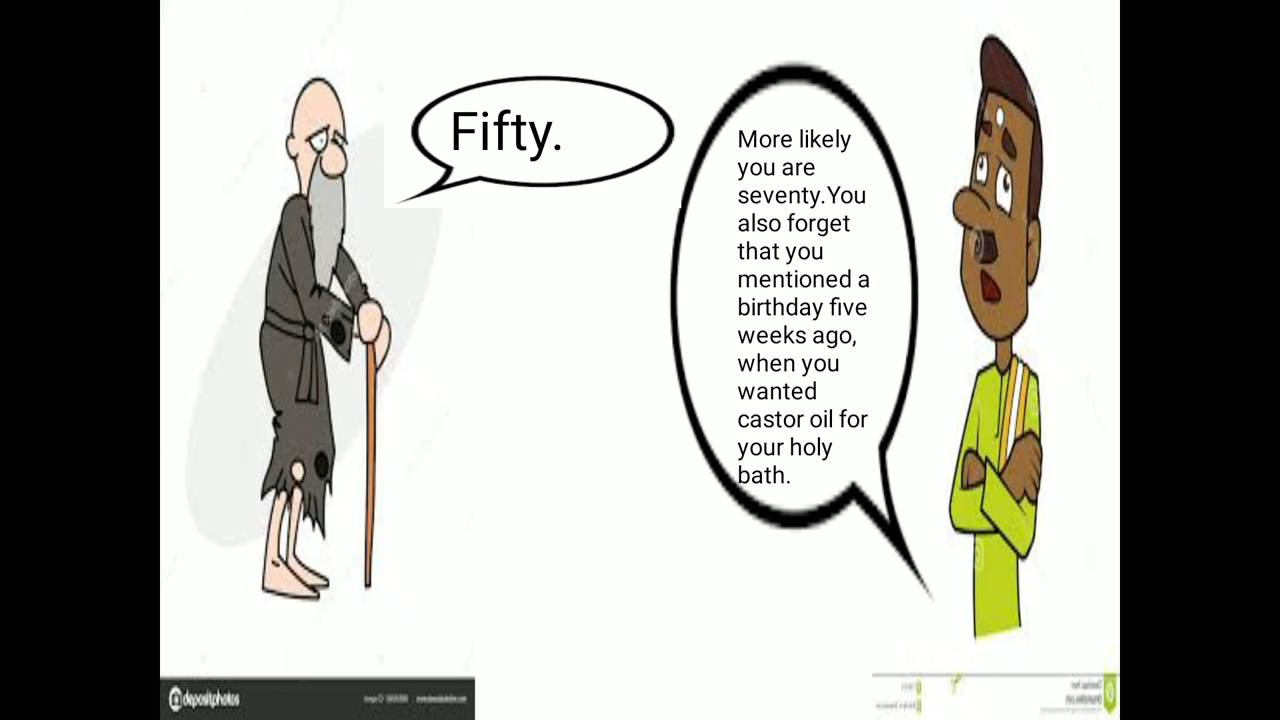 Fifty.
More likely
you are
seventy.You
also forget
that you
mentioned a
birthday five
weeks ago,
when you
wanted
castor oil for
your holy
bath.
depositphotos